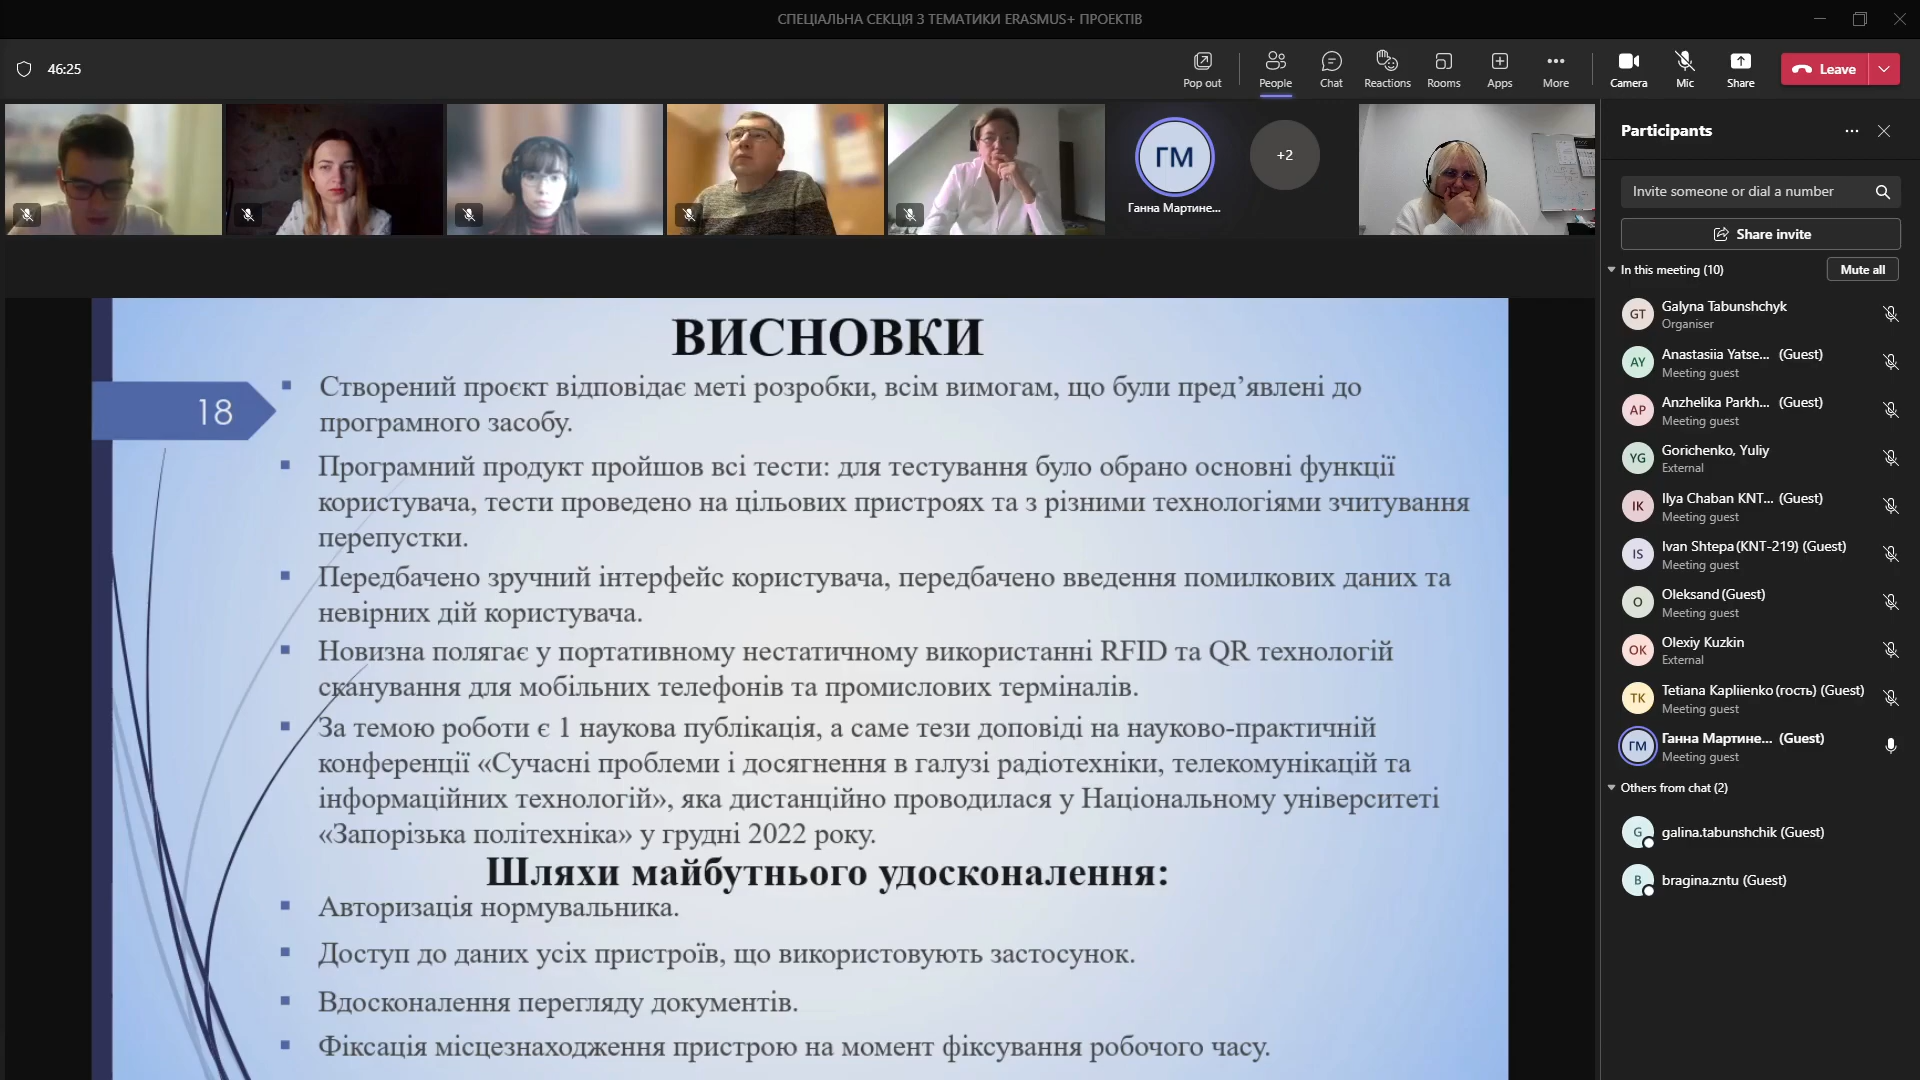 СПЕЦІАЛЬНА СЕКЦІЯ З ТЕМАТИКИ ERASMUS+ ПРОЕКТІВ
46:25
Pop out
People
Chat
Reactions
Rooms
Apps
More
Camera
Mic
Share
Leave
ГМ
Ганна Мартине...
+2
ВИСНОВКИ
18
Створений проєкт відповідає меті розробки, всім вимогам, що були пред’явлені до
програмного засобу.
Програмний продукт пройшов всі тести: для тестування було обрано основні функції
користувача, тести проведено на цільових пристроях та з різними технологіями зчитування
перепустки.
Передбачено зручний інтерфейс користувача, передбачено введення помилкових даних та
невірних дій користувача.
Новизна полягає у портативному нестатичному використанні RFID та QR технологій
сканування для мобільних телефонів та промислових терміналів.
За темою роботи є 1 наукова публікація, а саме тези доповіді на науково-практичній
конференції «Сучасні проблеми і досягнення в галузі радіотехніки, телекомунікацій та
інформаційних технологій», яка дистанційно проводилася у Національному університеті
«Запорізька політехніка» у грудні 2022 року.
Шляхи майбутнього удосконалення:
Авторизація нормувальника.
Доступ до даних усіх пристроїв, що використовують застосунок.
Вдосконалення перегляду документів.
Фіксація місцезнаходження пристрою на момент фіксування робочого часу.
Participants
Invite someone or dial a number
Share invite
In this meeting (10)
Mute all
GT
Galyna Tabunshchyk
Organiser
AY
Anastasiia Yatse... (Guest)
Meeting guest
AP
Anzhelika Parkh... (Guest)
Meeting guest
YG
Gorichenko, Yuliy
External
IK
Ilya Chaban KNT... (Guest)
Meeting guest
IS
Ivan Shtepa(KNT-219) (Guest)
Meeting guest
O
Oleksand (Guest)
Meeting guest
OK
Olexiy Kuzkin
External
TK
Tetiana Kapliienko (гость) (Guest)
Meeting guest
ГМ
Ганна Мартине... (Guest)
Meeting guest
Others from chat (2)
G
galina.tabunshchik (Guest)
B
bragina.zntu (Guest)